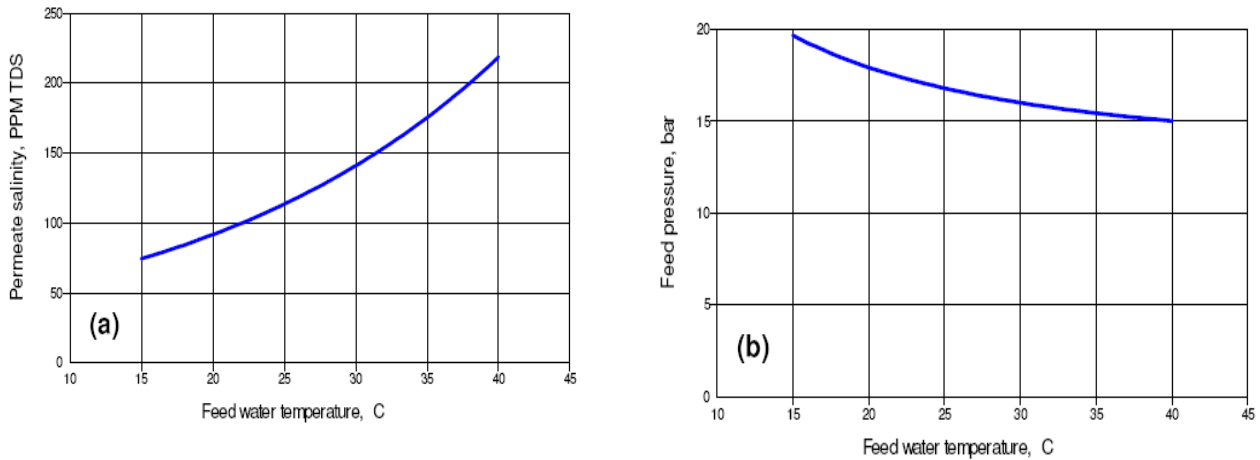 250
200
150
100
50
0
Permeate salinity, PPM TDS
(a)
10 15 20 25 30 35 40 45
Feed water temperature, C
20
15
10
5
0
Feed pressure, bar
(b)
10 15 20 25 30 35 40 45
Feed water temperature, C